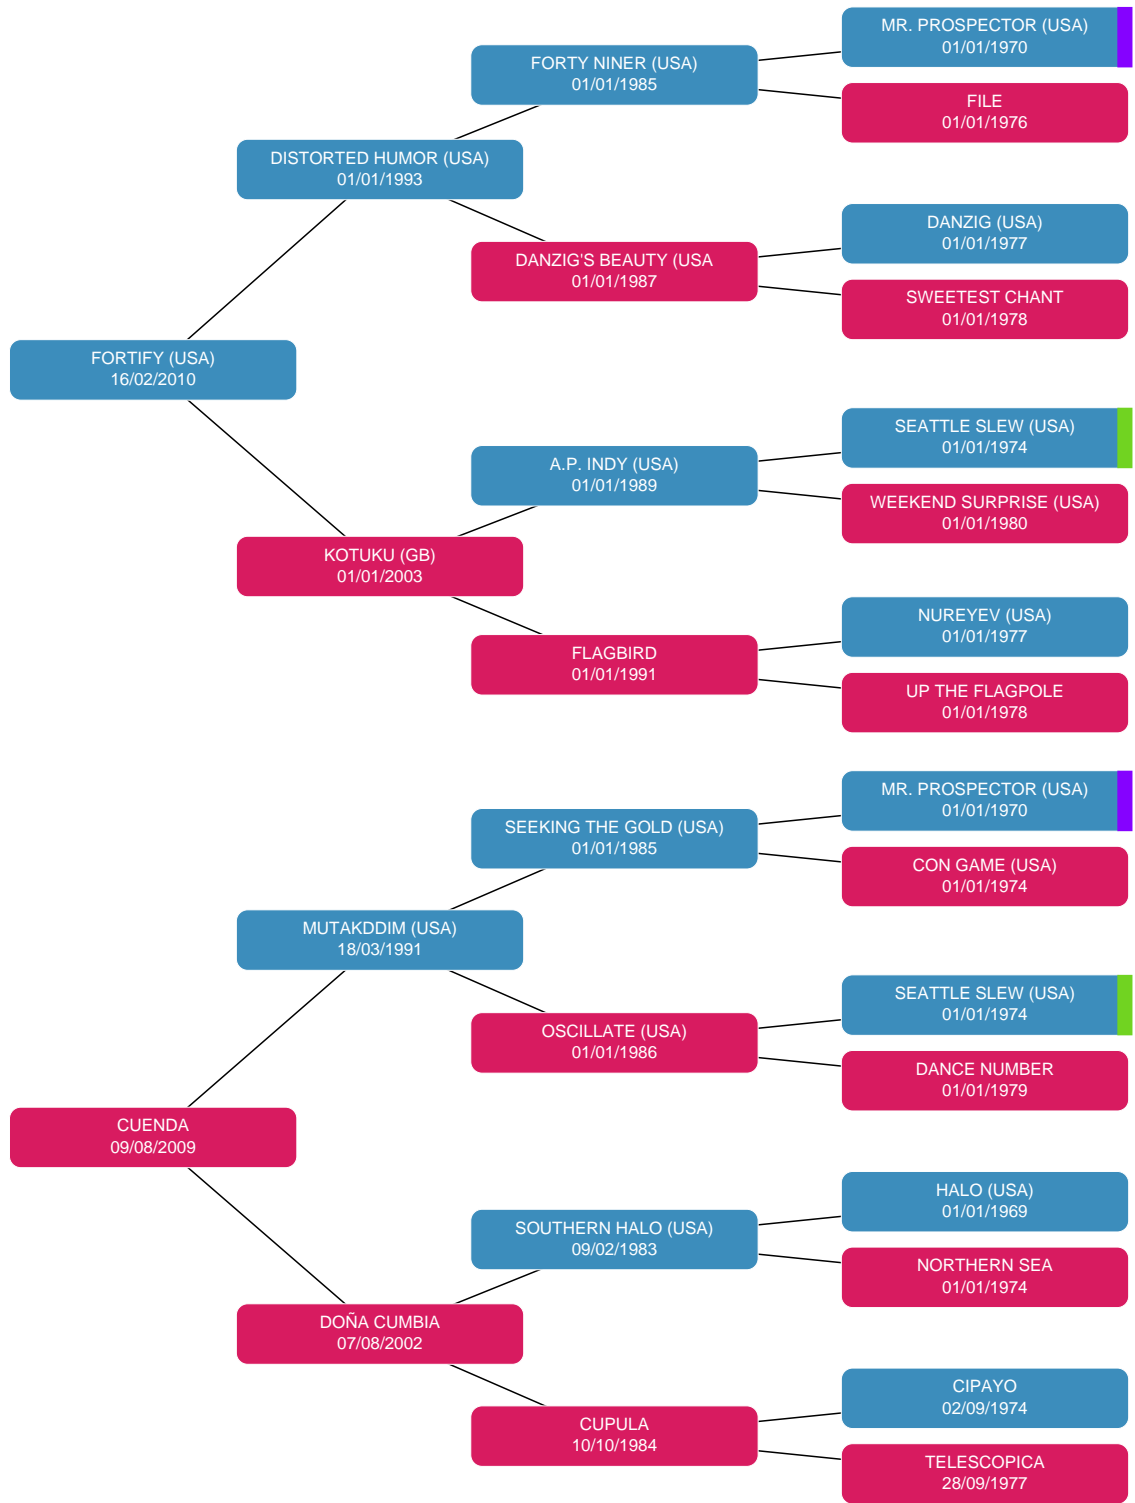 MR. PROSPECTOR (USA)
01/01/1970
FORTY NINER (USA)
01/01/1985
FILE
01/01/1976
DISTORTED HUMOR (USA)
01/01/1993
DANZIG (USA)
01/01/1977
DANZIG'S BEAUTY (USA
01/01/1987
SWEETEST CHANT
01/01/1978
FORTIFY (USA)
16/02/2010
SEATTLE SLEW (USA)
01/01/1974
A.P. INDY (USA)
01/01/1989
WEEKEND SURPRISE (USA)
01/01/1980
KOTUKU (GB)
01/01/2003
NUREYEV (USA)
01/01/1977
FLAGBIRD
01/01/1991
UP THE FLAGPOLE
01/01/1978
MR. PROSPECTOR (USA)
01/01/1970
SEEKING THE GOLD (USA)
01/01/1985
CON GAME (USA)
01/01/1974
MUTAKDDIM (USA)
18/03/1991
SEATTLE SLEW (USA)
01/01/1974
OSCILLATE (USA)
01/01/1986
DANCE NUMBER
01/01/1979
CUENDA
09/08/2009
HALO (USA)
01/01/1969
SOUTHERN HALO (USA)
09/02/1983
NORTHERN SEA
01/01/1974
DOÑA CUMBIA
07/08/2002
CIPAYO
02/09/1974
CUPULA
10/10/1984
TELESCOPICA
28/09/1977